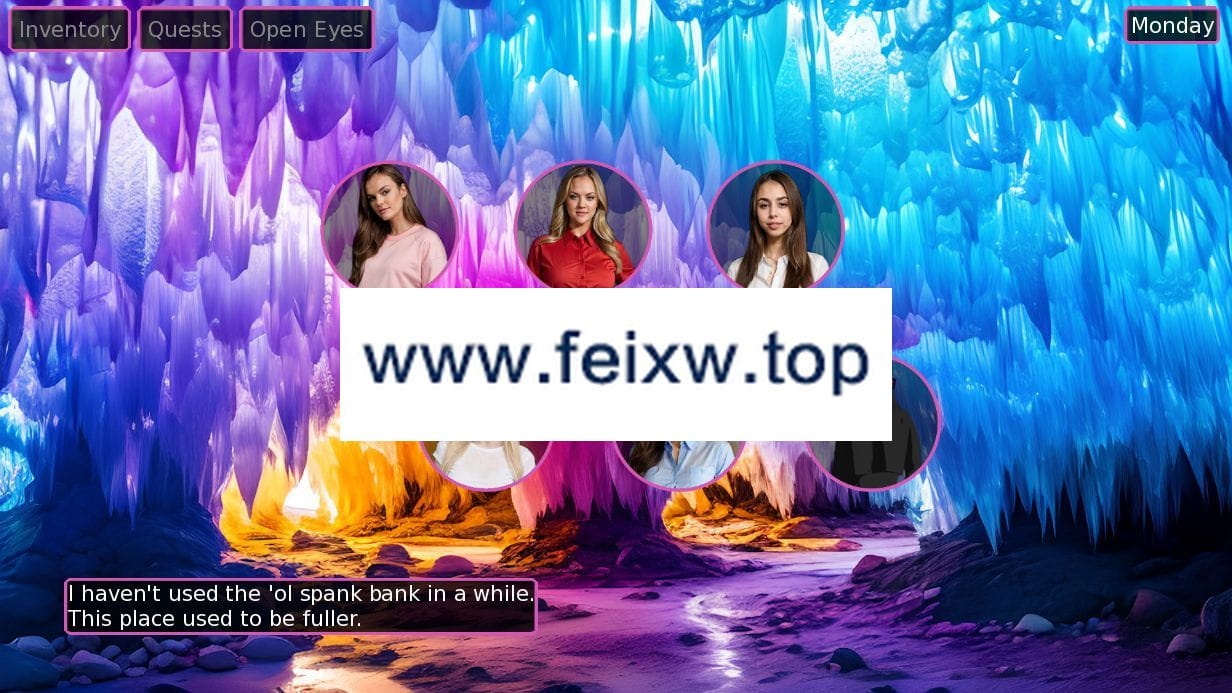 Inventory Quests Open Eyes Monday
www.feixw.top
I haven't used the 'ol spank bank in a while.
This place used to be fuller.